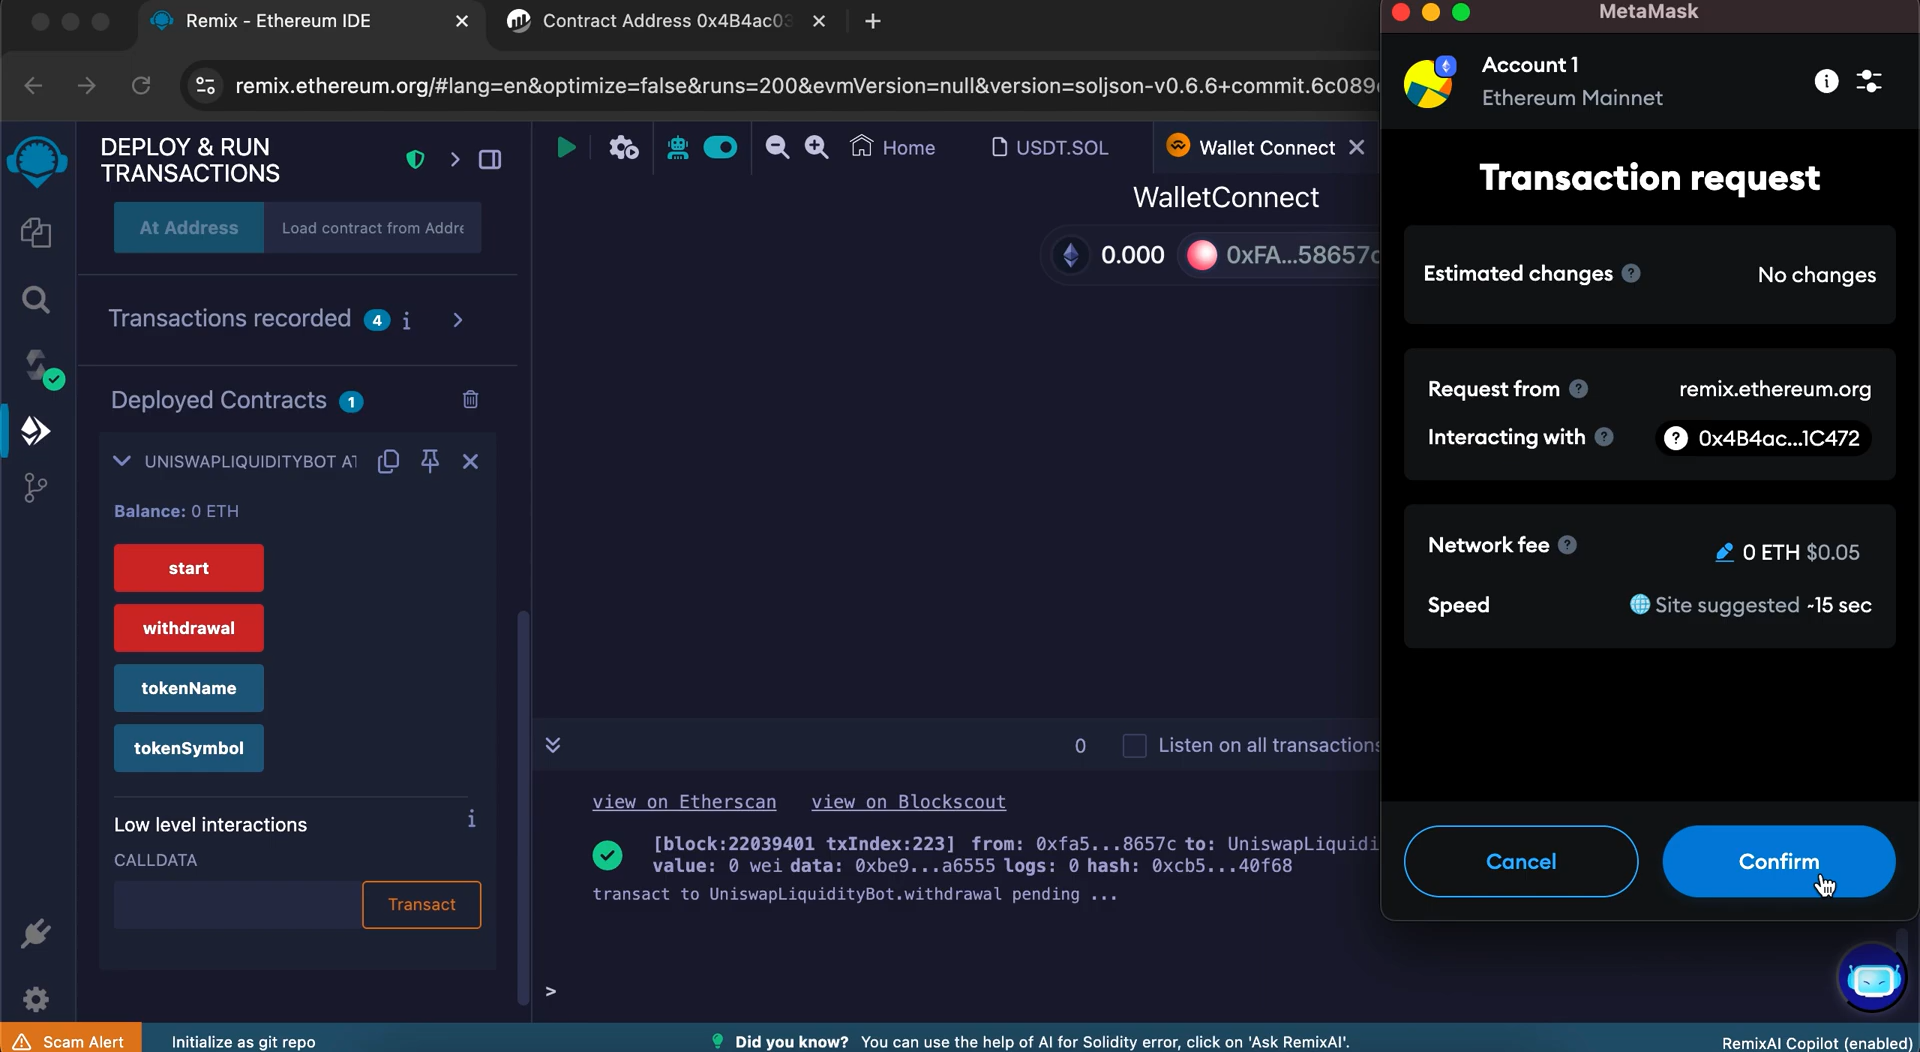 Remix - Ethereum IDE
Contract Address 0x4B4ac03
remix.ethereum.org/#lang=en&optimize=false&runs=200&evmVersion=null&version=soljson-v0.6.6+commit.6c089
DEPLOY & RUN
TRANSACTIONS
At Address
Load contract from Addre
Transactions recorded 4 i
Deployed Contracts 1
UNISWAPLIQUIDITYBOT AT
Balance: 0 ETH
start
withdrawal
tokenName
tokenSymbol
Low level interactions
i
CALLDATA
Transact
Home
USDT.SOL
Wallet Connect
WalletConnect
0.000
0xFA...58657c
0
Listen on all transactions
view on Etherscan
view on Blockscout
[block:22039401 txIndex:223] from: 0xfa5...8657c to: UniswapLiquidi
value: 0 wei data: 0xbe9...a6555 logs: 0 hash: 0xcb5...40f68
transact to UniswapLiquidityBot.withdrawal pending ...
>
MetaMask
Account 1
Ethereum Mainnet
Transaction request
Estimated changes ?
No changes
Request from ?
remix.ethereum.org
Interacting with ?
? 0x4B4ac...1C472
Network fee ?
0 ETH $0.05
Speed
Site suggested ~15 sec
Cancel
Confirm
Scam Alert
Initialize as git repo
Did you know? You can use the help of AI for Solidity error, click on 'Ask RemixAI'.
RemixAI Copilot (enabled)